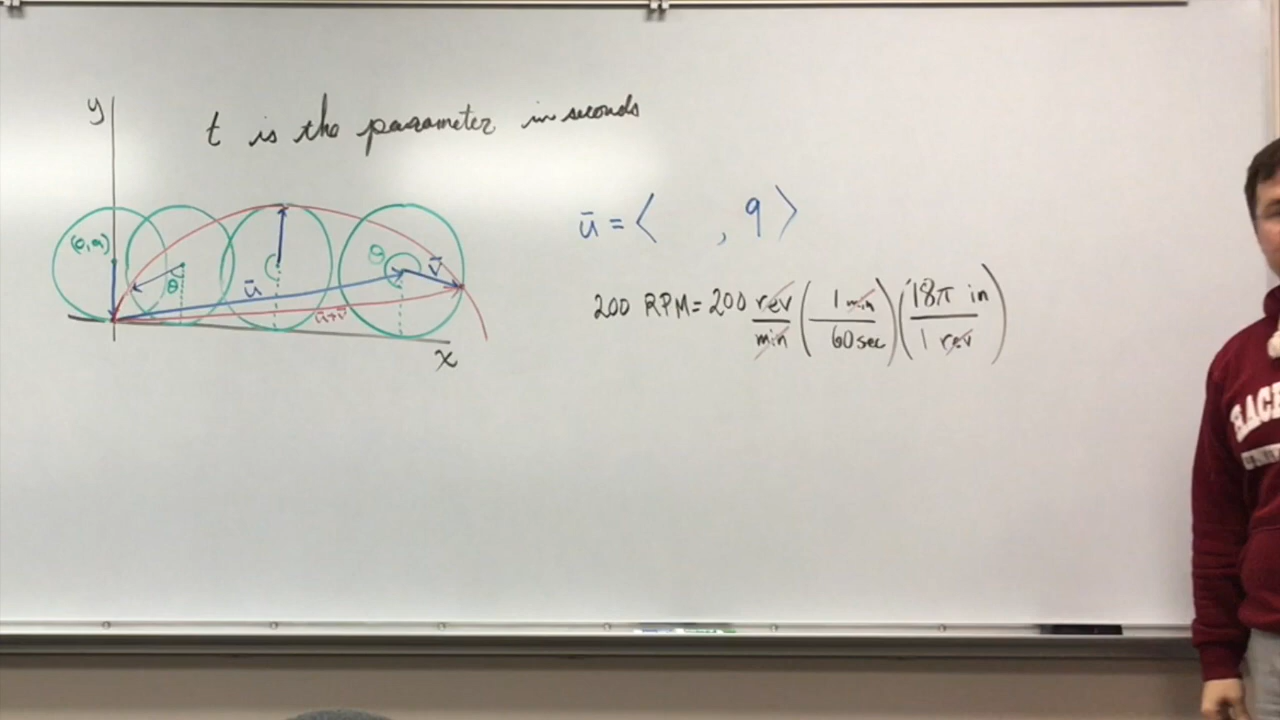 y
t is the parameter in seconds
(0,a)
θ
θ
ū
v̄
ū+v̄
x
ū = ⟨ , 9 ⟩
200 RPM = 200 rev/min (1 min/60 sec)(18π in/1 rev)